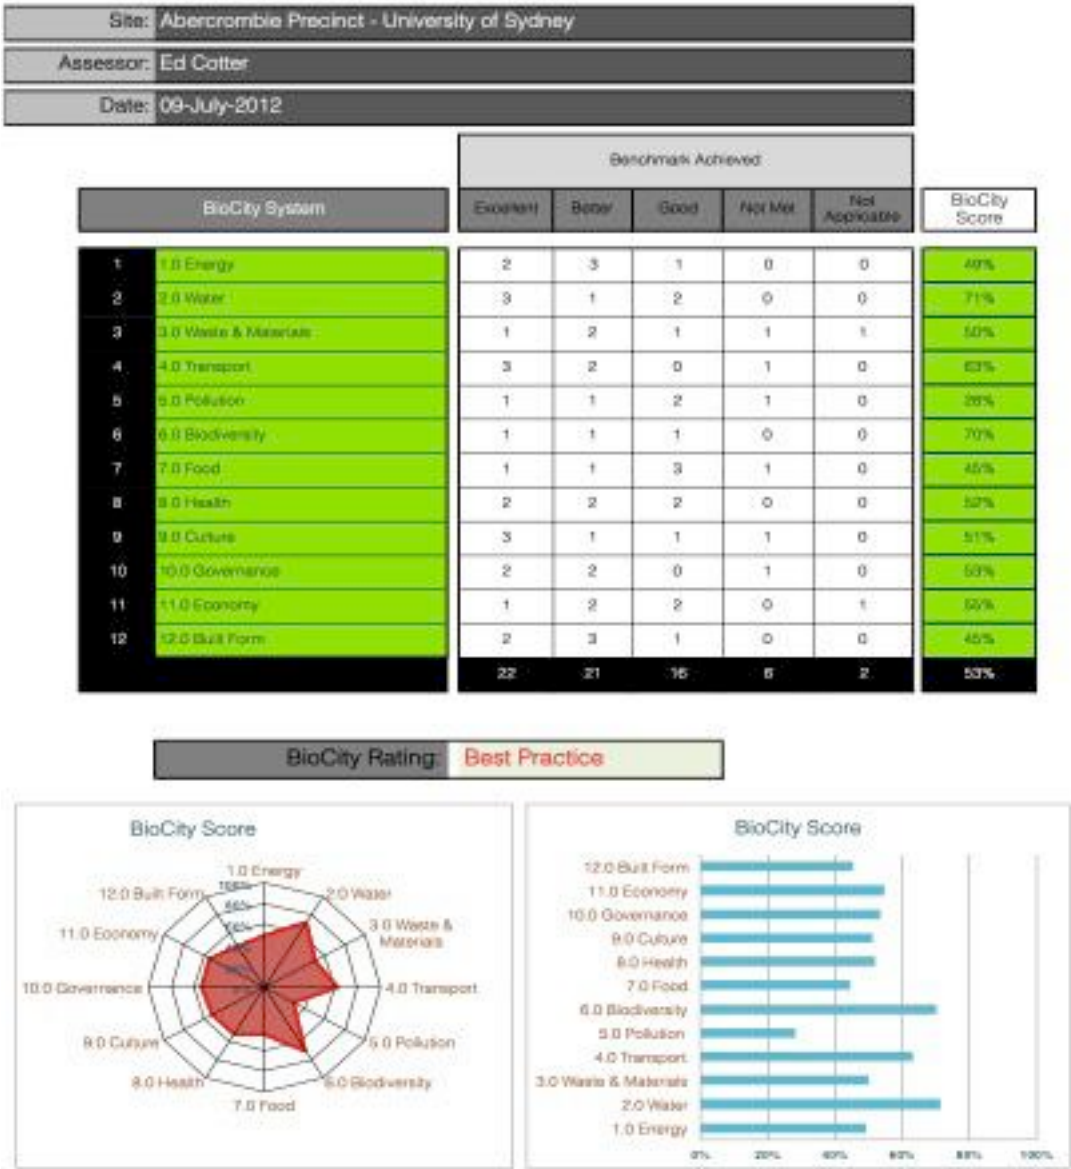 Site: Abercrombie Precinct - University of Sydney
Assessor: Ed Cotter
Date: 09-July-2012
Benchmark Achieved
BioCity System Excellent Better Good Not Met Not Applicable BioCity Score
1 1.0 Energy 2 3 1 0 0 49%
2 2.0 Water 3 1 2 0 0 71%
3 3.0 Waste & Materials 1 2 1 1 1 50%
4 4.0 Transport 3 2 0 1 0 63%
5 5.0 Pollution 1 1 2 1 0 28%
6 6.0 Biodiversity 1 1 1 0 0 70%
7 7.0 Food 1 1 3 1 0 45%
8 8.0 Health 2 2 2 0 0 52%
9 9.0 Culture 3 1 1 1 0 51%
10 10.0 Governance 2 2 0 1 0 53%
11 11.0 Economy 1 2 2 0 1 55%
12 12.0 Built Form 2 3 1 0 0 45%
22 21 16 6 2 53%
BioCity Rating: Best Practice
BioCity Score
1.0 Energy
100%
12.0 Built Form
2.0 Water
11.0 Economy
3.0 Waste & Materials
10.0 Governance
4.0 Transport
9.0 Culture
5.0 Pollution
8.0 Health
6.0 Biodiversity
7.0 Food
BioCity Score
12.0 Built Form
11.0 Economy
10.0 Governance
9.0 Culture
8.0 Health
7.0 Food
6.0 Biodiversity
5.0 Pollution
4.0 Transport
3.0 Waste & Materials
2.0 Water
1.0 Energy
0% 20% 40% 60% 80% 100%